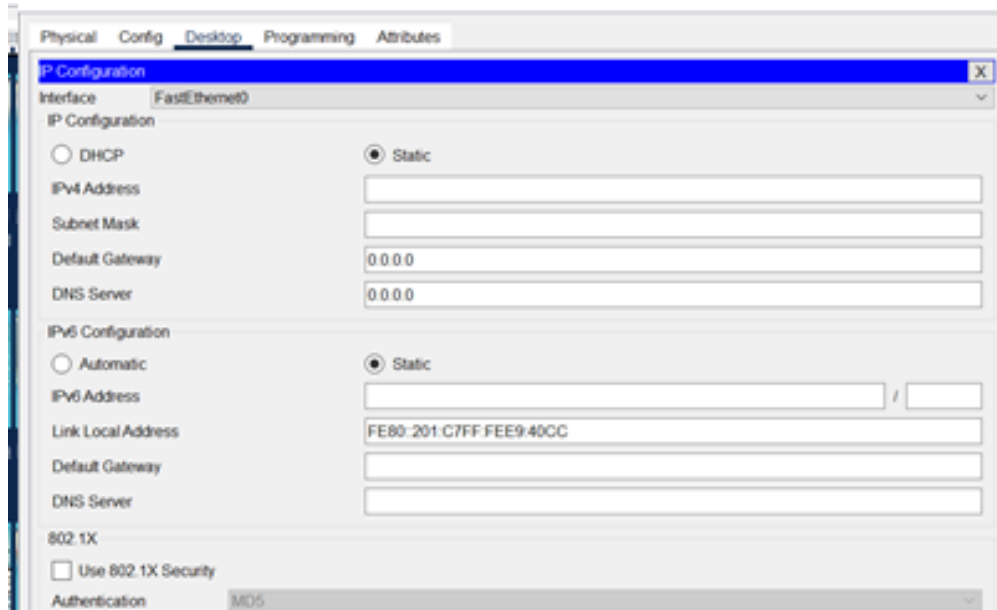 Physical Config Desktop Programming Attributes
IP Configuration X
Interface FastEthernet0
IP Configuration
DHCP Static
IPv4 Address
Subnet Mask
Default Gateway 0.0.0.0
DNS Server 0.0.0.0
IPv6 Configuration
Automatic Static
IPv6 Address /
Link Local Address FE80::201:C7FF:FEE9:40CC
Default Gateway
DNS Server
802.1X
Use 802.1X Security
Authentication MD5